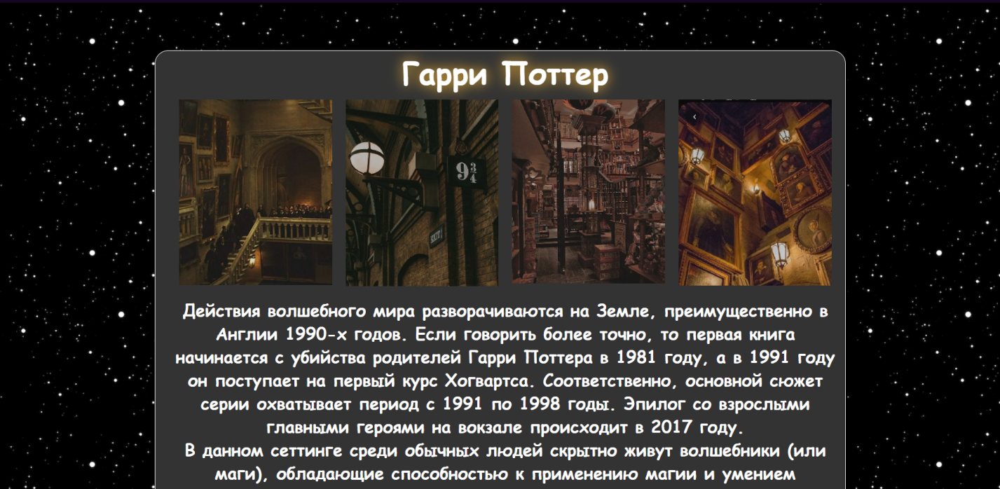 Гарри Поттер
9 3/4
Действия волшебного мира разворачиваются на Земле, преимущественно в
Англии 1990-х годов. Если говорить более точно, то первая книга
начинается с убийства родителей Гарри Поттера в 1981 году, а в 1991 году
он поступает на первый курс Хогвартса. Соответственно, основной сюжет
серии охватывает период с 1991 по 1998 годы. Эпилог со взрослыми
главными героями на вокзале происходит в 2017 году.
В данном сеттинге среди обычных людей скрытно живут волшебники (или
маги), обладающие способностью к применению магии и умением